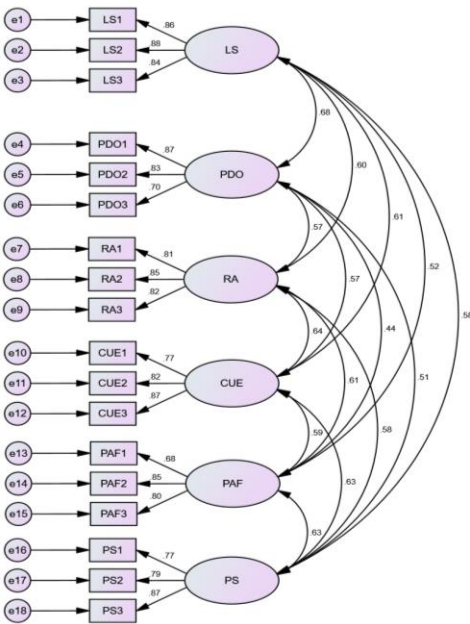 e1 LS1 .86
e2 LS2 .88 LS
e3 LS3 .84
.68
e4 PDO1 .87
.60
e5 PDO2 .83 PDO
e6 PDO3 .70
.61
.57
e7 RA1 .81
.52
e8 RA2 .85 RA
.57
e9 RA3 .82
.58
.64
.44
e10 CUE1 .77
e11 CUE2 .82 CUE
.61
.51
e12 CUE3 .87
.59
.58
e13 PAF1 .68
e14 PAF2 .85 PAF
.63
e15 PAF3 .80
.63
e16 PS1 .77
e17 PS2 .79 PS
e18 PS3 .87